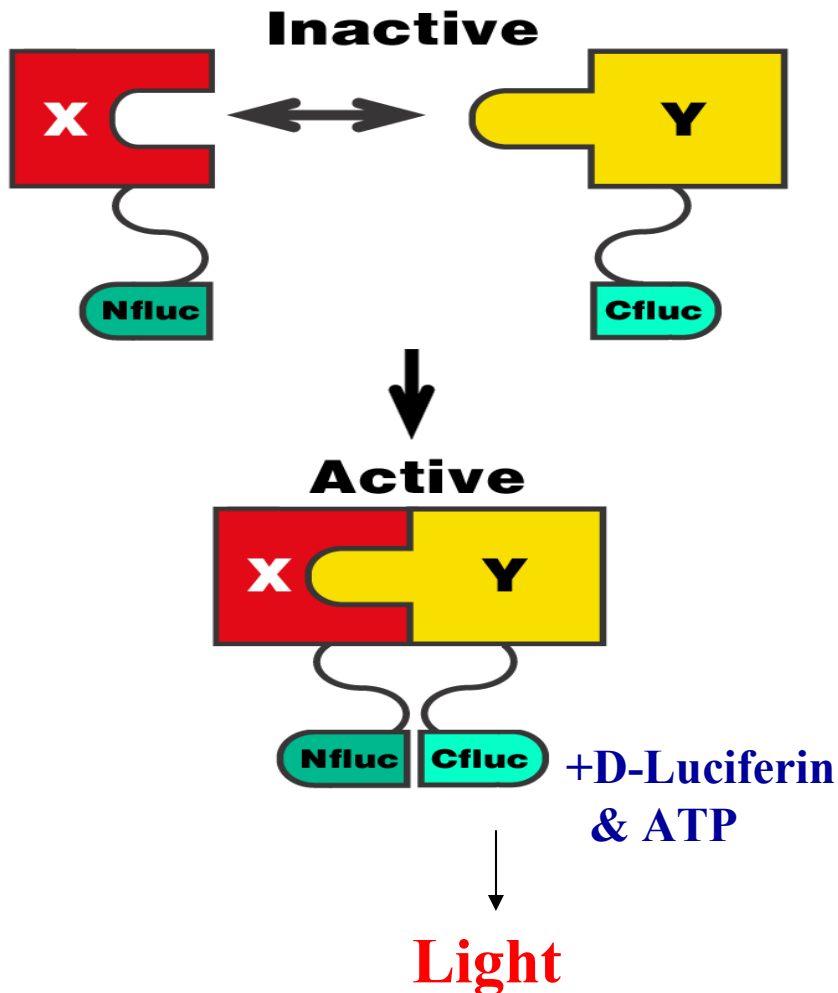 Inactive
X
Y
Nfluc
Cfluc
Active
X
Y
Nfluc
Cfluc
+D-Luciferin
& ATP
Light